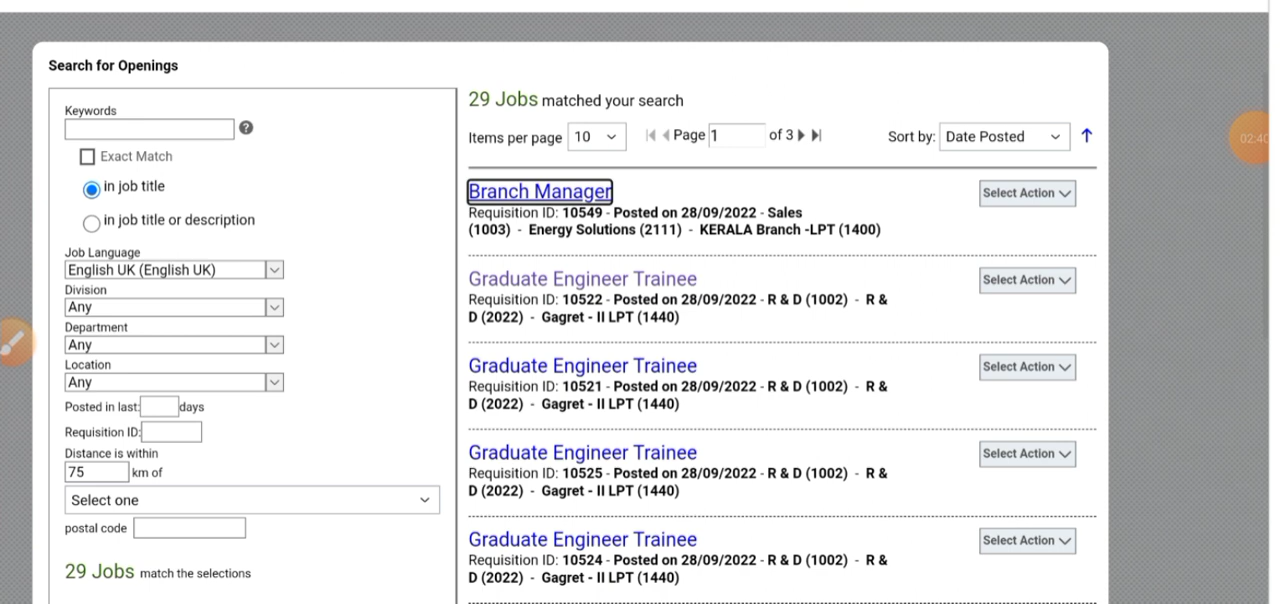 Search for Openings
Keywords
?
Exact Match
in job title
in job title or description
Job Language
English UK (English UK)
Division
Any
Department
Any
Location
Any
Posted in last: days
Requisition ID:
Distance is within
75 km of
Select one
postal code
29 Jobs match the selections
29 Jobs matched your search
Items per page 10 Page 1 of 3 Sort by: Date Posted
Branch Manager Select Action
Requisition ID: 10549 - Posted on 28/09/2022 - Sales
(1003) - Energy Solutions (2111) - KERALA Branch -LPT (1400)
Graduate Engineer Trainee Select Action
Requisition ID: 10522 - Posted on 28/09/2022 - R & D (1002) - R &
D (2022) - Gagret - II LPT (1440)
Graduate Engineer Trainee Select Action
Requisition ID: 10521 - Posted on 28/09/2022 - R & D (1002) - R &
D (2022) - Gagret - II LPT (1440)
Graduate Engineer Trainee Select Action
Requisition ID: 10525 - Posted on 28/09/2022 - R & D (1002) - R &
D (2022) - Gagret - II LPT (1440)
Graduate Engineer Trainee Select Action
Requisition ID: 10524 - Posted on 28/09/2022 - R & D (1002) - R &
D (2022) - Gagret - II LPT (1440)